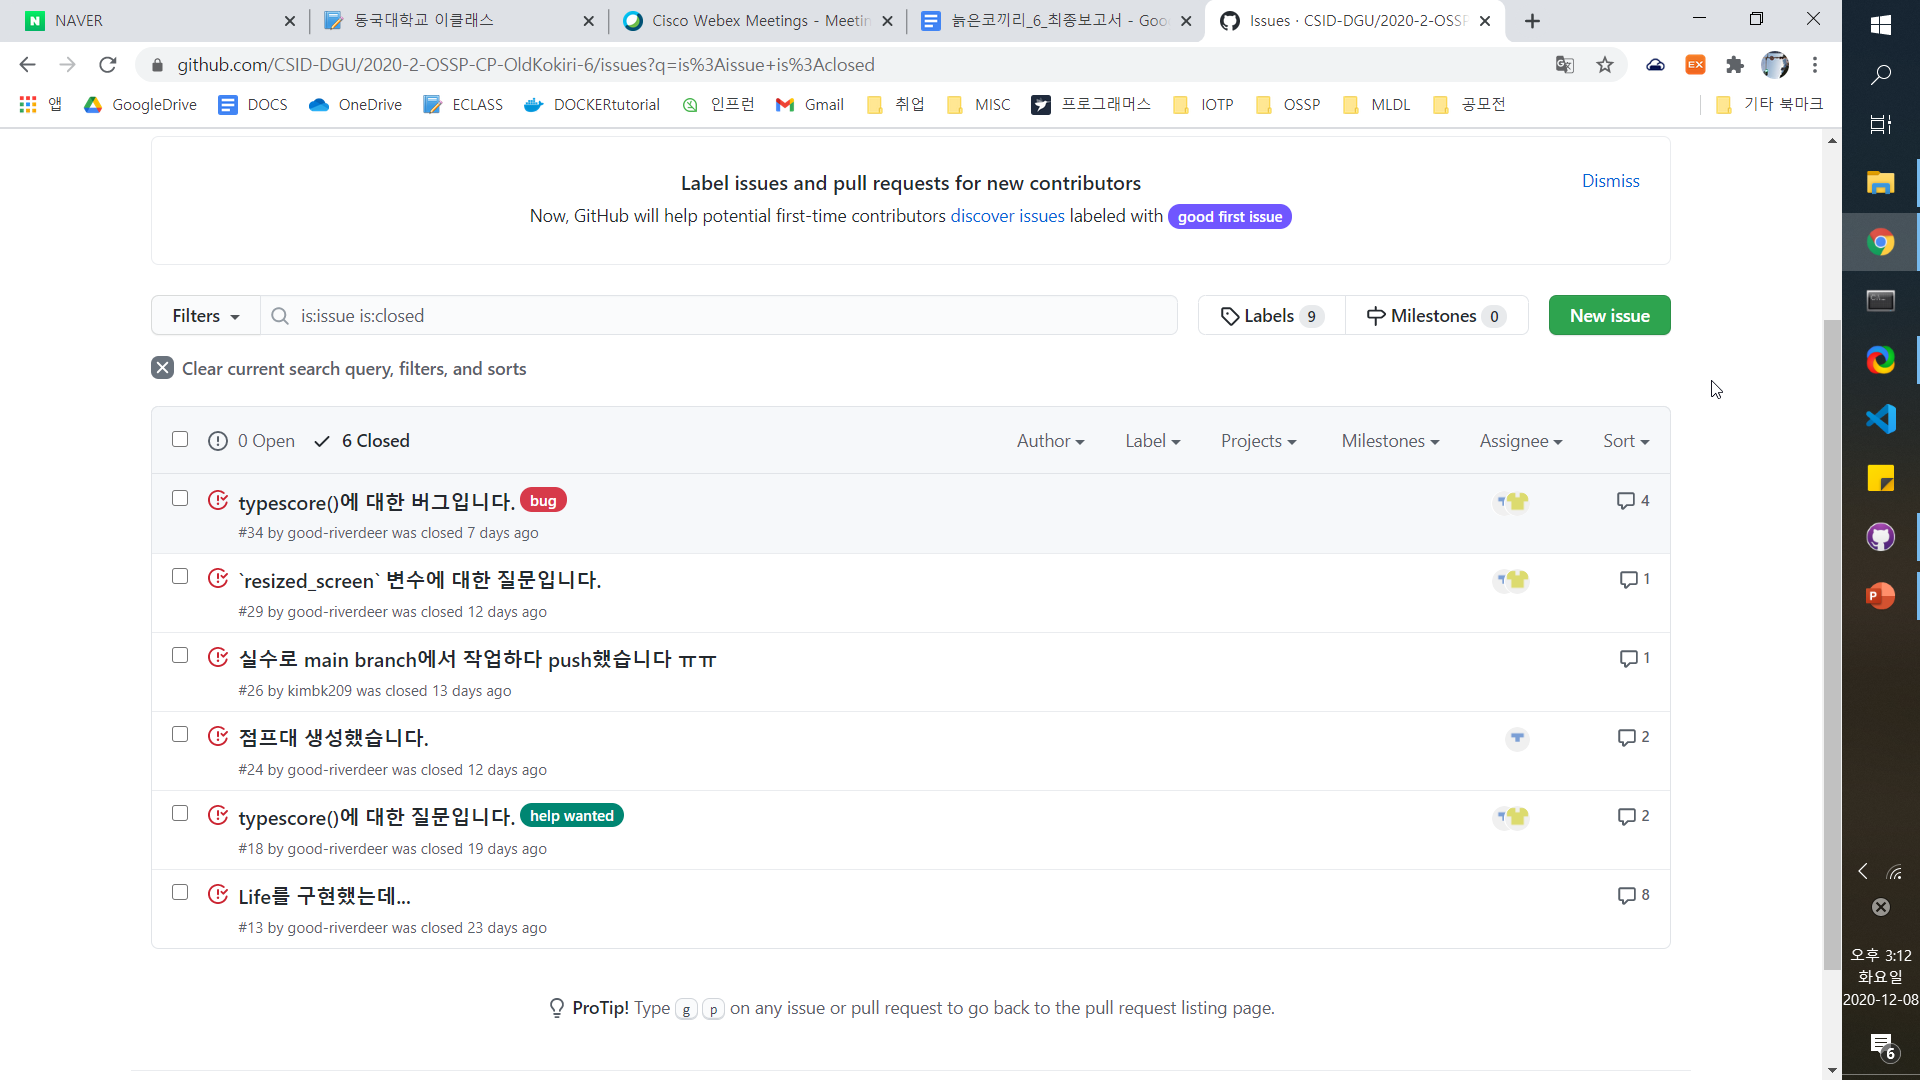 NAVER
동국대학교 이클래스
Cisco Webex Meetings - Meetin
늙은코끼리_6_최종보고서 - Goo
Issues · CSID-DGU/2020-2-OSSP
github.com/CSID-DGU/2020-2-OSSP-CP-OldKokiri-6/issues?q=is%3Aissue+is%3Aclosed
EX
앱
GoogleDrive
DOCS
OneDrive
ECLASS
DOCKERtutorial
인프런
Gmail
취업
MISC
프로그래머스
IOTP
OSSP
MLDL
공모전
기타 북마크
Label issues and pull requests for new contributors
Dismiss
Now, GitHub will help potential first-time contributors discover issues labeled with good first issue
Filters
is:issue is:closed
Labels 9
Milestones 0
New issue
Clear current search query, filters, and sorts
0 Open
6 Closed
Author
Label
Projects
Milestones
Assignee
Sort
typescore()에 대한 버그입니다. bug
4
#34 by good-riverdeer was closed 7 days ago
`resized_screen` 변수에 대한 질문입니다.
1
#29 by good-riverdeer was closed 12 days ago
실수로 main branch에서 작업하다 push했습니다 ㅠㅠ
1
#26 by kimbk209 was closed 13 days ago
점프대 생성했습니다.
2
#24 by good-riverdeer was closed 12 days ago
typescore()에 대한 질문입니다. help wanted
2
#18 by good-riverdeer was closed 19 days ago
Life를 구현했는데...
8
#13 by good-riverdeer was closed 23 days ago
ProTip! Type g p on any issue or pull request to go back to the pull request listing page.
오후 3:12
화요일
2020-12-08
6